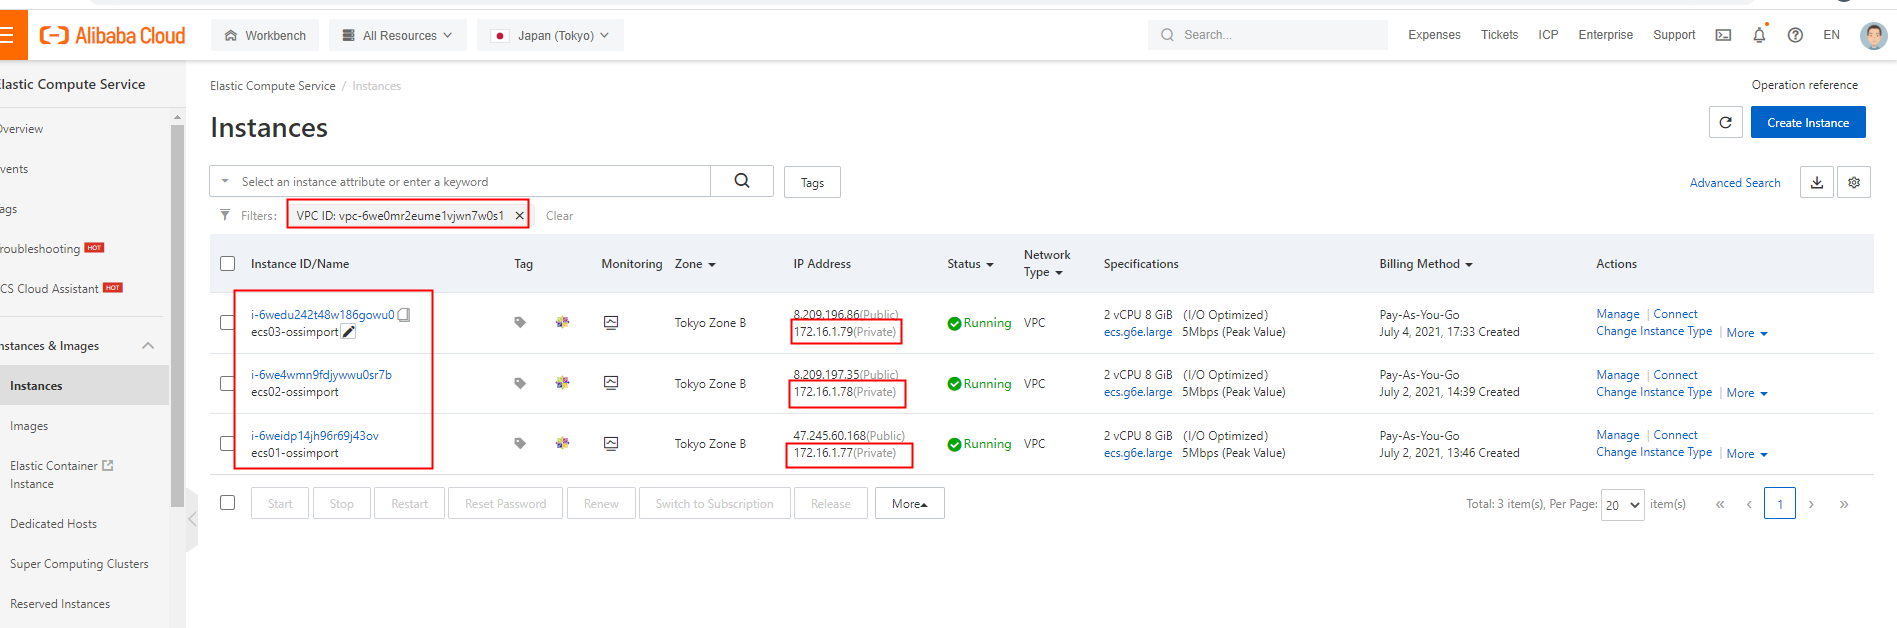 Alibaba Cloud Workbench All Resources Japan (Tokyo) Search... Expenses Tickets ICP Enterprise Support EN
Elastic Compute Service
Overview
vents
ags
roubleshooting HOT
CS Cloud Assistant HOT
nstances & Images
Instances
Images
Elastic Container
Instance
Dedicated Hosts
Super Computing Clusters
Reserved Instances
Elastic Compute Service / Instances
Operation reference
Instances
Create Instance
Select an instance attribute or enter a keyword Tags Advanced Search
Filters: VPC ID: vpc-6we0mr2eume1vjwn7w0s1 × Clear
Instance ID/Name Tag Monitoring Zone IP Address Status Network Type Specifications Billing Method Actions
i-6wedu242t48w186gowu0 8.209.196.86(Public) 2 vCPU 8 GiB (I/O Optimized) Pay-As-You-Go Manage | Connect
ecs03-ossimport Tokyo Zone B 172.16.1.79(Private) Running VPC ecs.g6e.large 5Mbps (Peak Value) July 4, 2021, 17:33 Created Change Instance Type | More
i-6we4wmn9fdjywwu0sr7b 8.209.197.35(Public) 2 vCPU 8 GiB (I/O Optimized) Pay-As-You-Go Manage | Connect
ecs02-ossimport Tokyo Zone B 172.16.1.78(Private) Running VPC ecs.g6e.large 5Mbps (Peak Value) July 2, 2021, 14:39 Created Change Instance Type | More
i-6weidp14jh96r69j43ov 47.245.60.168(Public) 2 vCPU 8 GiB (I/O Optimized) Pay-As-You-Go Manage | Connect
ecs01-ossimport Tokyo Zone B 172.16.1.77(Private) Running VPC ecs.g6e.large 5Mbps (Peak Value) July 2, 2021, 13:46 Created Change Instance Type | More
Start Stop Restart Reset Password Renew Switch to Subscription Release More Total: 3 item(s), Per Page: 20 item(s) « ‹ 1 › »